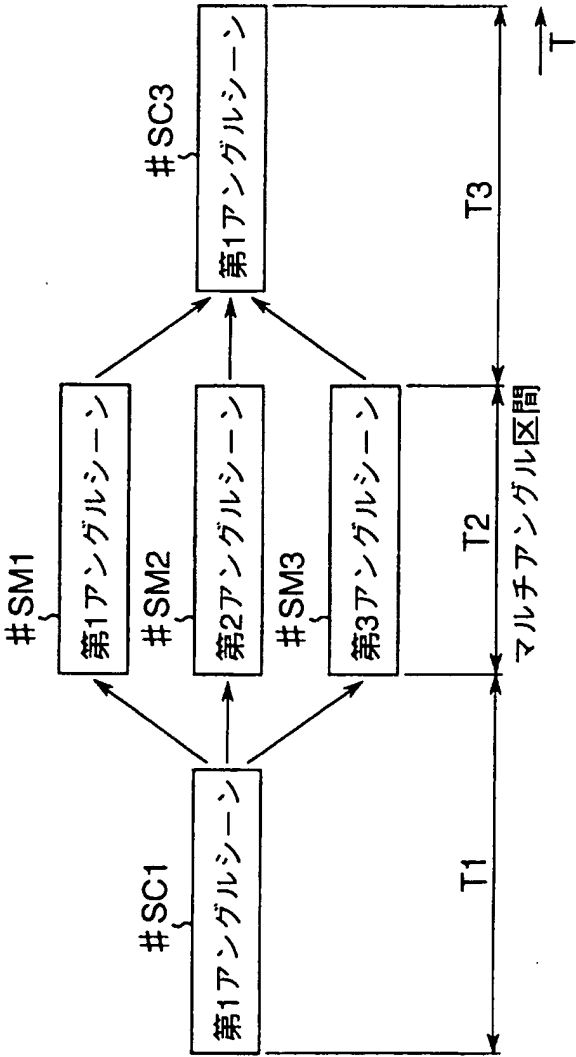 #SC1
第1アングルシーン
#SM1
第1アングルシーン
#SM2
第2アングルシーン
#SM3
第3アングルシーン
#SC3
第1アングルシーン
T1
T2
T3
マルチアングル区間
T